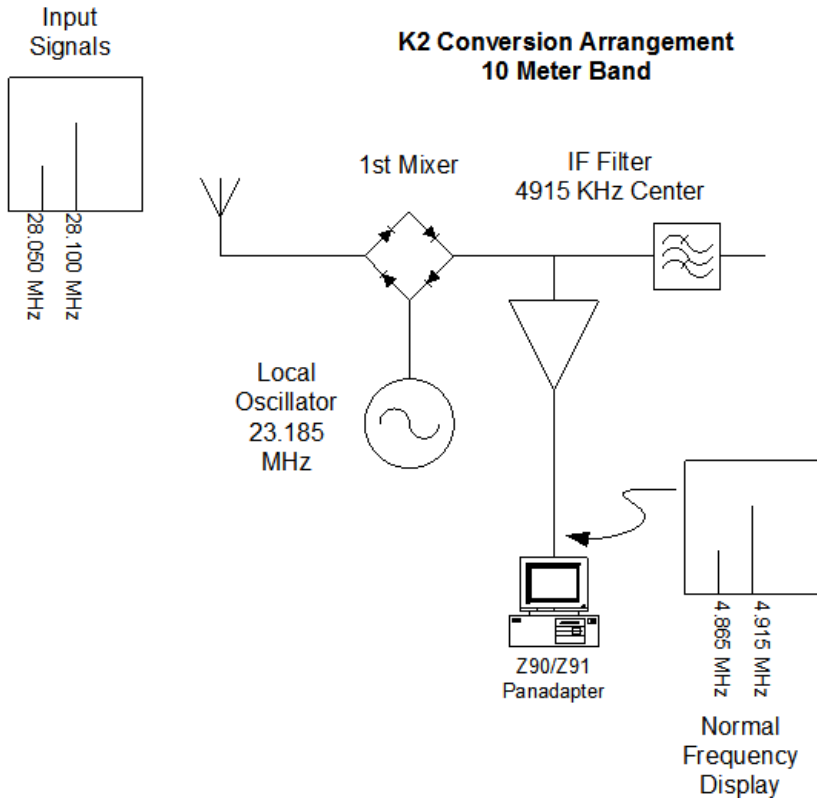 Input
Signals
K2 Conversion Arrangement
10 Meter Band
1st Mixer
IF Filter
4915 KHz Center
28.050 MHz
28.100 MHz
Local
Oscillator
23.185
MHz
Z90/Z91
Panadapter
4.865 MHz
4.915 MHz
Normal
Frequency
Display